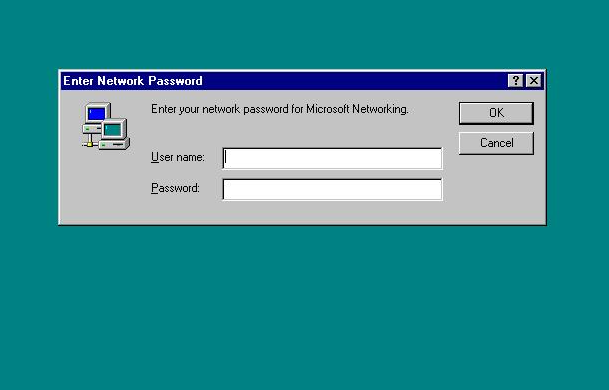 Enter Network Password
Enter your network password for Microsoft Networking.
OK
Cancel
User name:
Password: